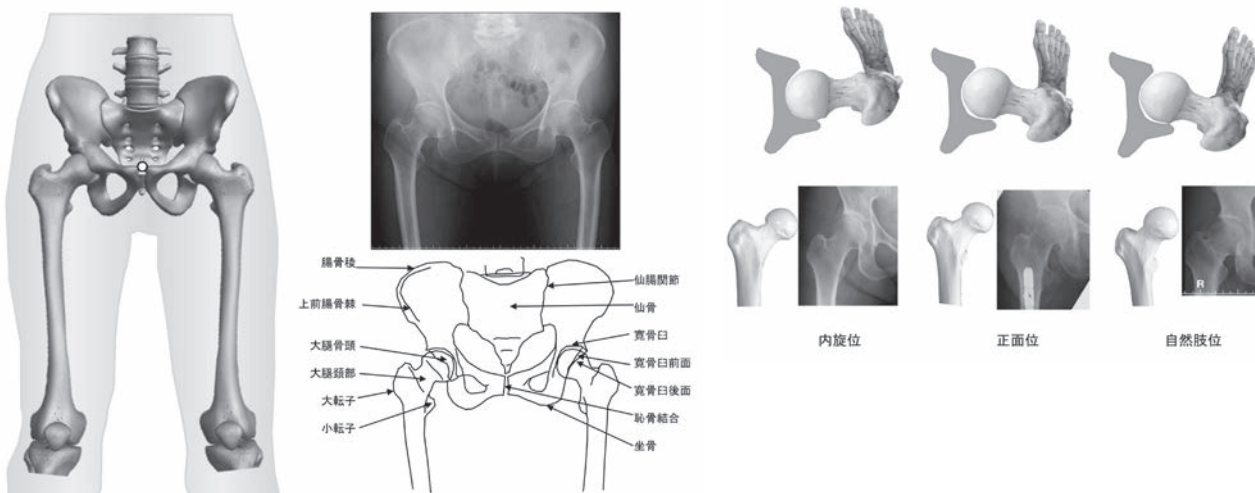 腸骨稜
上前腸骨棘
大腿骨頭
大腿頚部
大転子
小転子
仙腸関節
仙骨
寛骨臼
寛骨臼前面
寛骨臼後面
恥骨結合
坐骨
R
内旋位
正面位
自然肢位